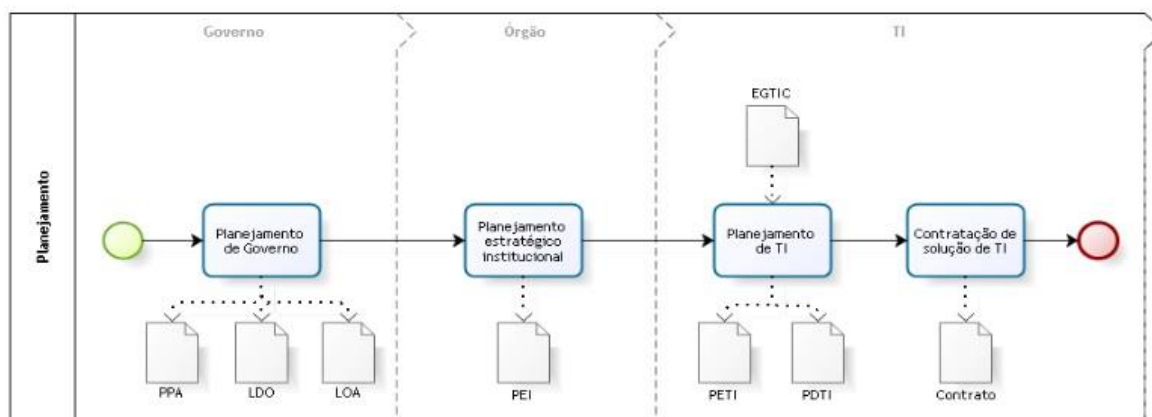 Governo
Órgão
TI
Planejamento
EGTIC
Planejamento
de Governo
Planejamento
estratégico
institucional
Planejamento
de TI
Contratação de
solução de TI
PPA
LDO
LOA
PEI
PETI
PDTI
Contrato